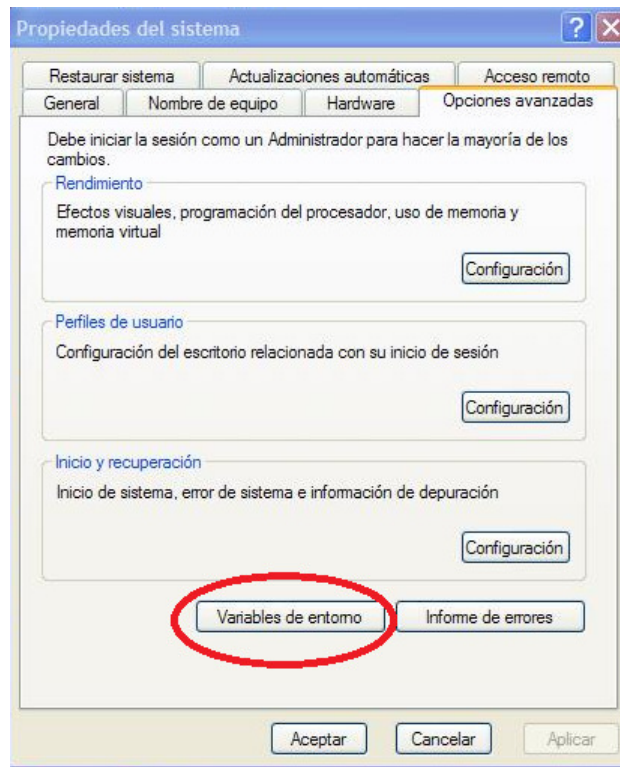 Propiedades del sistema
Restaurar sistema Actualizaciones automáticas Acceso remoto
General Nombre de equipo Hardware Opciones avanzadas
Debe iniciar la sesión como un Administrador para hacer la mayoría de los
cambios.
Rendimiento
Efectos visuales, programación del procesador, uso de memoria y
memoria virtual
Configuración
Perfiles de usuario
Configuración del escritorio relacionada con su inicio de sesión
Configuración
Inicio y recuperación
Inicio de sistema, error de sistema e información de depuración
Configuración
Variables de entorno Informe de errores
Aceptar Cancelar Aplicar